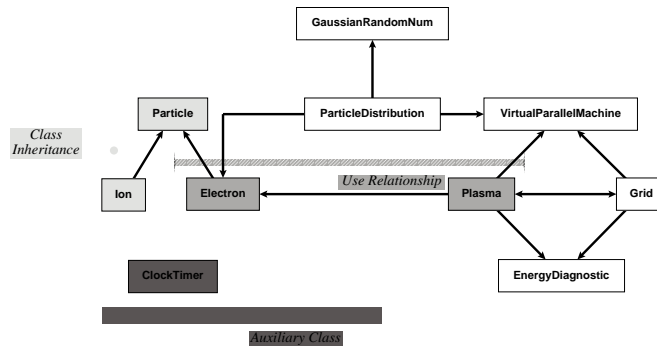 GaussianRandomNum
Particle
ParticleDistribution
VirtualParallelMachine
Class
Inheritance
Use Relationship
Ion
Electron
Plasma
Grid
ClockTimer
EnergyDiagnostic
Auxiliary Class